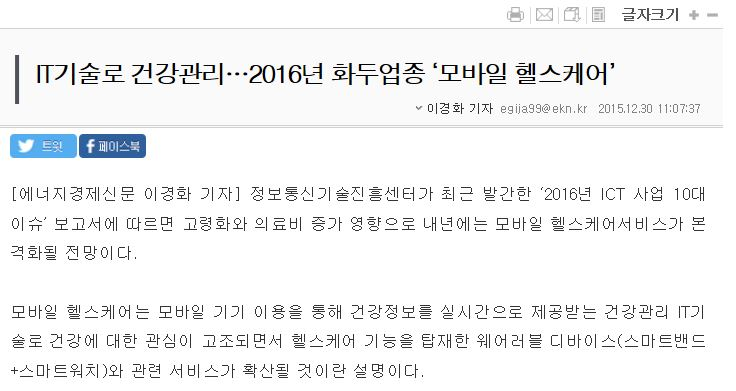 글자크기 + -
IT기술로 건강관리…2016년 화두업종 ‘모바일 헬스케어’
이경화 기자 egija99@ekn.kr 2015.12.30 11:07:37
트윗 f 페이스북
[에너지경제신문 이경화 기자] 정보통신기술진흥센터가 최근 발간한 ‘2016년 ICT 사업 10대
이슈’ 보고서에 따르면 고령화와 의료비 증가 영향으로 내년에는 모바일 헬스케어서비스가 본
격화될 전망이다.
모바일 헬스케어는 모바일 기기 이용을 통해 건강정보를 실시간으로 제공받는 건강관리 IT기
술로 건강에 대한 관심이 고조되면서 헬스케어 기능을 탑재한 웨어러블 디바이스(스마트밴드
+스마트워치)와 관련 서비스가 확산될 것이란 설명이다.